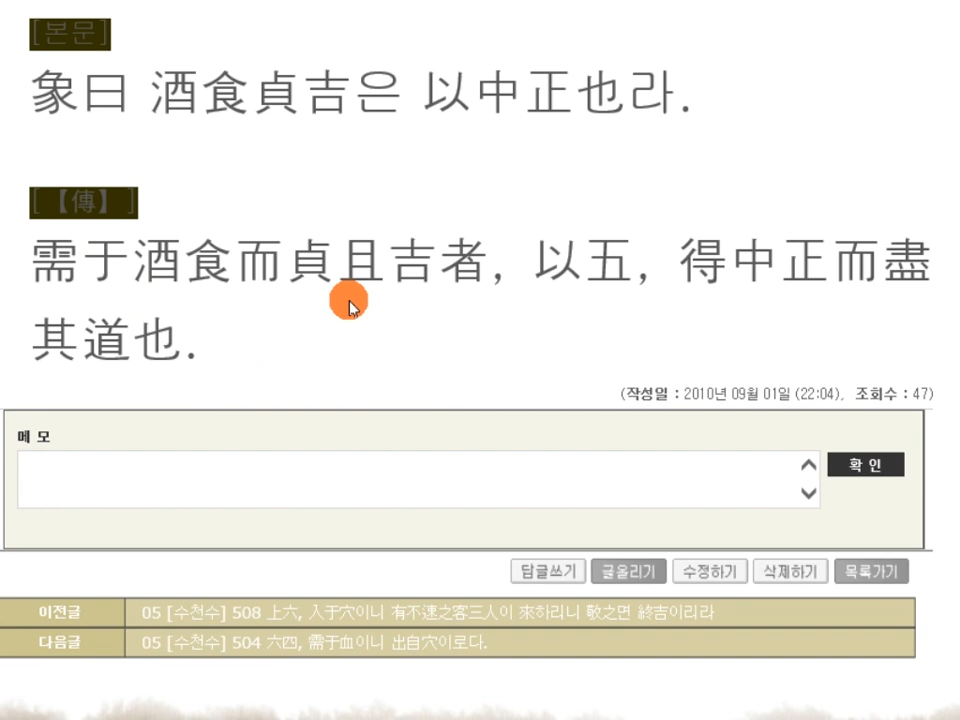 [본문]
象曰 酒食貞吉은 以中正也라.
[【傳】]
需于酒食而貞且吉者, 以五, 得中正而盡
其道也.
(작성일 : 2010년 09월 01일 (22:04), 조회수 : 47)
메 모
확 인
답글쓰기 글올리기 수정하기 삭제하기 목록가기
이전글 05 [수천수] 508 上六, 入于穴이니 有不速之客三人이 來하리니 敬之면 終吉이리라
다음글 05 [수천수] 504 六四, 需于血이니 出自穴이로다.